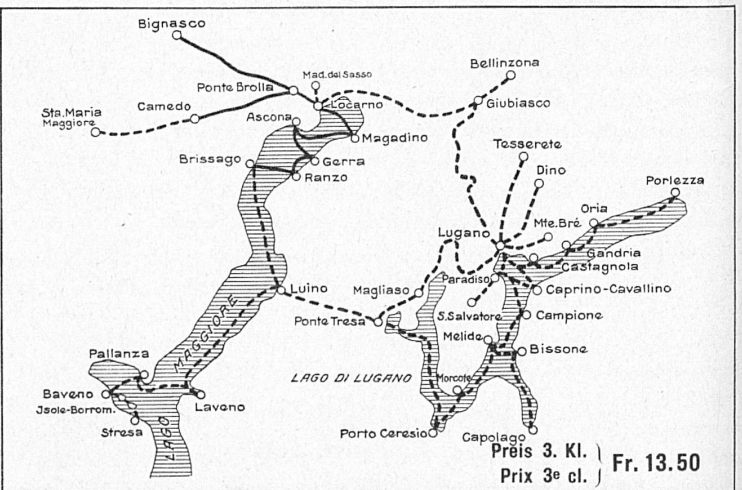 Bignasco
Mad. del Sasso
Bellinzona
Ponte Brolla
Locarno
Giubiasco
Sta. Maria
Maggiore
Camedo
Ascona
Magadino
Tesserete
Brissago
Gerra
Dino
Ranzo
Porlezza
Oria
Mte. Bré
Lugano
Gandria
Castagnola
Paradiso
Luino
Magliaso
Caprino-Cavallino
S. Salvatore
Campione
Ponte Tresa
Melide
Bissone
MAGGIORE
Pallanza
LAGO DI LUGANO
Morcote
Baveno
Jsole-Borrom.
Laveno
Stresa
LAGO
Porto Ceresio
Capolago
Preis 3. Kl.
Prix 3e cl.
Fr. 13.50